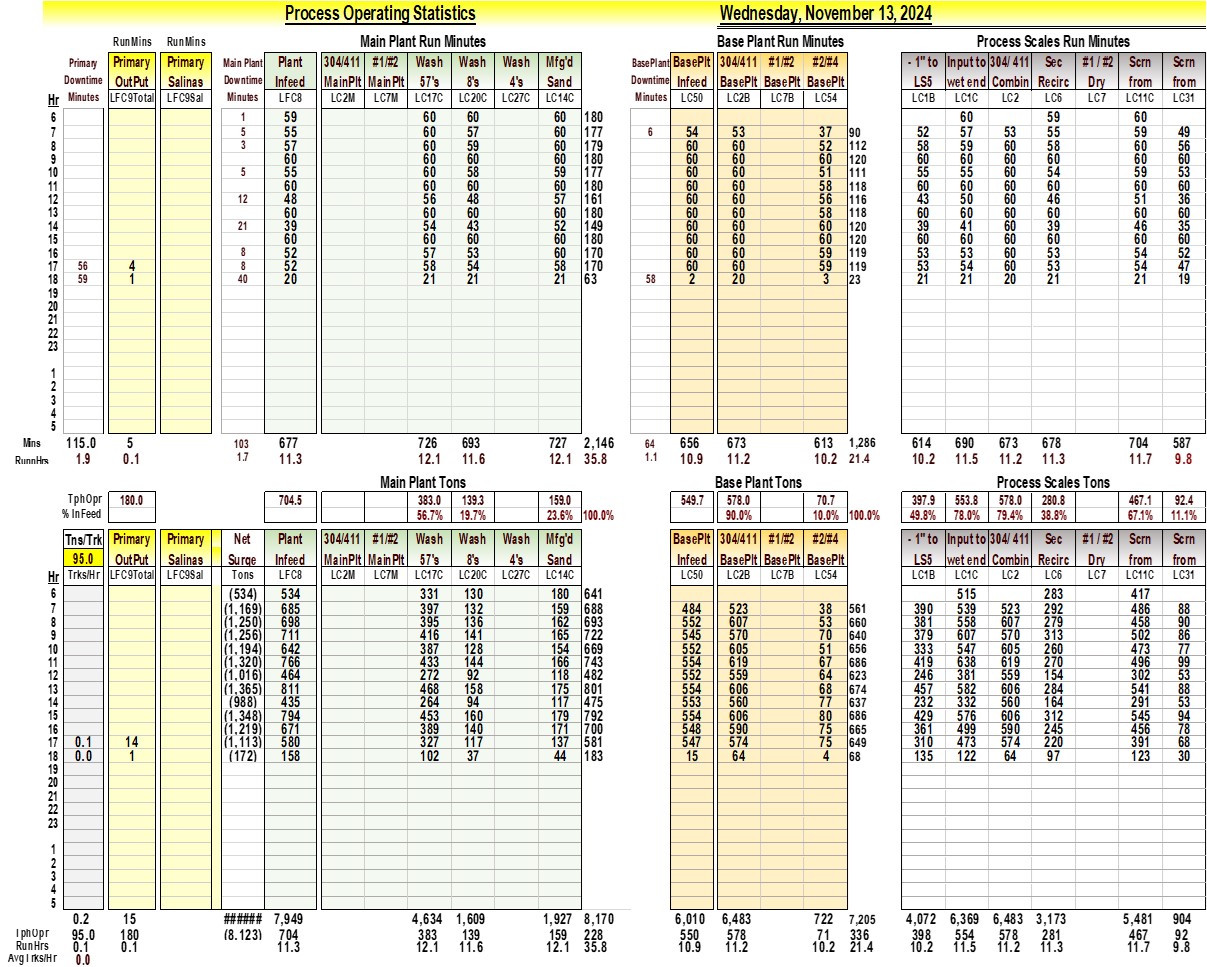 Process Operating Statistics Wednesday, November 13, 2024
RunMins RunMins Main Plant Run Minutes Base Plant Run Minutes Process Scales Run Minutes
Primary Primary Primary Main Plant Plant 304/411 #1/#2 Wash Wash Wash Mfg'd BasePlant BasePlt 304/411 #1/#2 #2/#4 - 1" to Input to 304/ 411 Sec #1 / #2 Scrn Scrn
Downtime OutPut Salinas Downtime Infeed MainPlt MainPlt 57's 8's 4's Sand Downtime Infeed BasePlt BasePlt BasePlt LS5 wet end Combin Recirc Dry from from
Hr Minutes LFC9Total LFC9Sal Minutes LFC8 LC2M LC7M LC17C LC20C LC27C LC14C Minutes LC50 LC2B LC7B LC54 LC1B LC1C LC2 LC6 LC7 LC11C LC31
6 1 59 60 60 60 180 60 59 60
7 5 55 60 57 60 177 6 54 53 37 90 52 57 53 55 59 49
8 3 57 60 59 60 179 60 60 52 112 58 59 60 58 60 56
9 60 60 60 60 180 60 60 60 120 60 60 60 60 60 60
10 5 55 60 58 59 177 60 60 51 111 55 55 60 54 59 53
11 60 60 60 60 180 60 60 58 118 60 60 60 60 60 60
12 12 48 56 48 57 161 60 60 56 116 43 50 60 46 51 36
13 60 60 60 60 180 60 60 58 118 60 60 60 60 60 60
14 21 39 54 43 52 149 60 60 60 120 39 41 60 39 46 35
15 60 60 60 60 180 60 60 60 120 60 60 60 60 60 60
16 8 52 57 53 60 170 60 60 59 119 53 53 60 53 54 52
17 56 4 8 52 58 54 58 170 60 60 59 119 53 54 60 53 54 47
18 59 1 40 20 21 21 21 63 58 2 20 3 23 21 21 20 21 21 19
19
20
21
22
23
1
2
3
4
5
Mins 115.0 5 103 677 726 693 727 2,146 64 656 673 613 1,286 614 690 673 678 704 587
RunnHrs 1.9 0.1 1.7 11.3 12.1 11.6 12.1 35.8 1.1 10.9 11.2 10.2 21.4 10.2 11.5 11.2 11.3 11.7 9.8
Main Plant Tons Base Plant Tons Process Scales Tons
TphOpr 180.0 704.5 383.0 139.3 159.0 549.7 578.0 70.7 397.9 553.8 578.0 280.8 467.1 92.4
% InFeed 56.7% 19.7% 23.6% 100.0% 90.0% 10.0% 100.0% 49.8% 78.0% 79.4% 38.8% 67.1% 11.1%
Tns/Trk Primary Primary Net Plant 304/411 #1/#2 Wash Wash Wash Mfg'd BasePlt 304/411 #1/#2 #2/#4 - 1" to Input to 304/ 411 Sec #1 / #2 Scrn Scrn
95.0 OutPut Salinas Surge Infeed MainPlt MainPlt 57's 8's 4's Sand Infeed BasePlt BasePlt BasePlt LS5 wet end Combin Recirc Dry from from
Hr Trks/Hr LFC9Total LFC9Sal Tons LFC8 LC2M LC7M LC17C LC20C LC27C LC14C LC50 LC2B LC7B LC54 LC1B LC1C LC2 LC6 LC7 LC11C LC31
6 (534) 534 331 130 180 641 515 283 417
7 (1,169) 685 397 132 159 688 484 523 38 561 390 539 523 292 486 88
8 (1,250) 698 395 136 162 693 552 607 53 660 381 558 607 279 458 90
9 (1,256) 711 416 141 165 722 545 570 70 640 379 607 570 313 502 86
10 (1,194) 642 387 128 154 669 552 605 51 656 333 547 605 260 473 77
11 (1,320) 766 433 144 166 743 554 619 67 686 419 638 619 270 496 99
12 (1,016) 464 272 92 118 482 552 559 64 623 246 381 559 154 302 53
13 (1,365) 811 468 158 175 801 554 606 68 674 457 582 606 284 541 88
14 (988) 435 264 94 117 475 553 560 77 637 232 332 560 164 291 53
15 (1,348) 794 453 160 179 792 554 606 80 686 429 576 606 312 545 94
16 (1,219) 671 389 140 171 700 548 590 75 665 361 499 590 245 456 78
17 0.1 14 (1,113) 580 327 117 137 581 547 574 75 649 310 473 574 220 391 68
18 0.0 1 (172) 158 102 37 44 183 15 64 4 68 135 122 64 97 123 30
19
20
21
22
23
1
2
3
4
5
0.2 15 ###### 7,949 4,634 1,609 1,927 8,170 6,010 6,483 722 7,205 4,072 6,369 6,483 3,173 5,481 904
TphOpr 95.0 180 (8,123) 704 383 139 159 228 550 578 71 336 398 554 578 281 467 92
RunHrs 0.1 0.1 11.3 12.1 11.6 12.1 35.8 10.9 11.2 10.2 21.4 10.2 11.5 11.2 11.3 11.7 9.8
AvgTrks/Hr 0.0